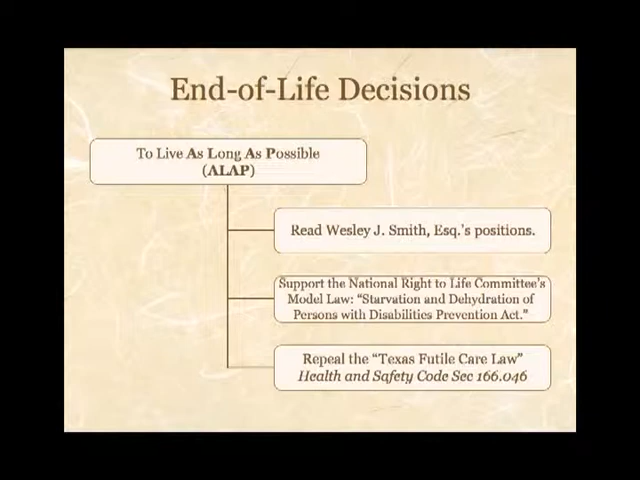 End-of-Life Decisions
To Live As Long As Possible
(ALAP)
Read Wesley J. Smith, Esq.'s positions.
Support the National Right to Life Committee's
Model Law: “Starvation and Dehydration of
Persons with Disabilities Prevention Act.”
Repeal the “Texas Futile Care Law”
Health and Safety Code Sec 166.046